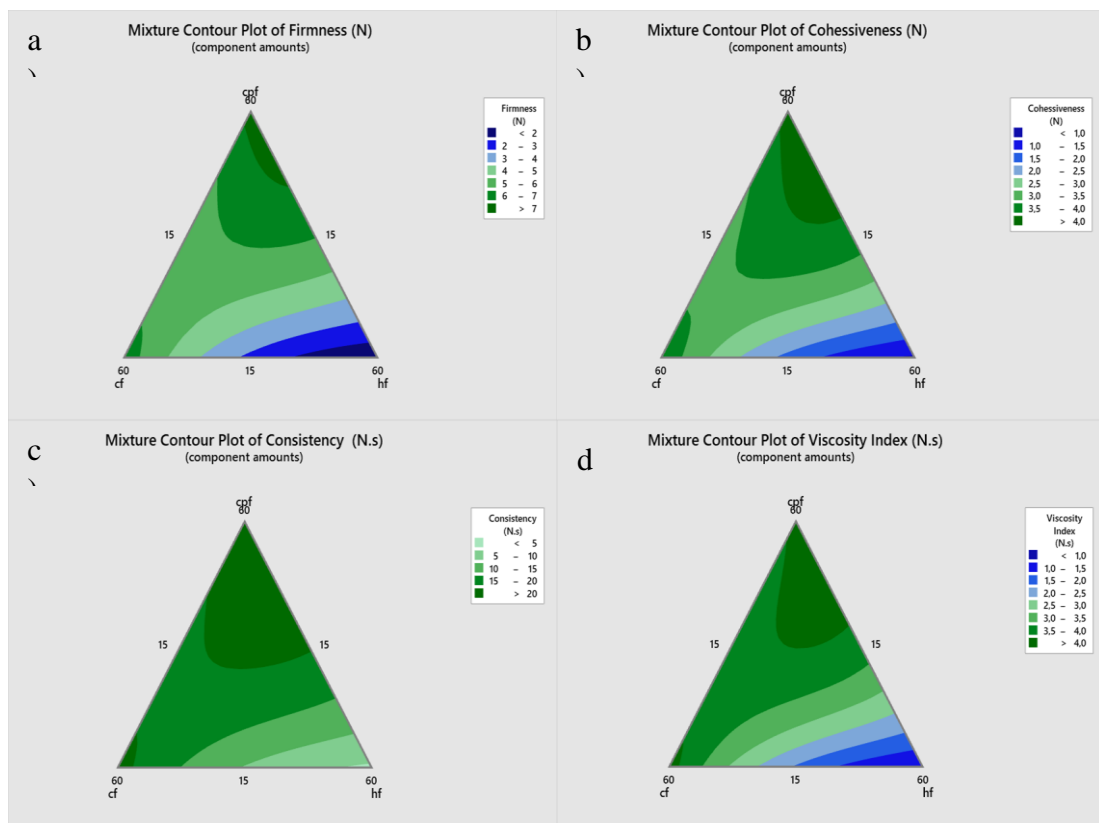 a
、
Mixture Contour Plot of Firmness (N)
(component amounts)
cpf
60
15
15
60
cf
15
60
hf
Firmness
(N)
< 2
2 – 3
3 – 4
4 – 5
5 – 6
6 – 7
> 7
b
、
Mixture Contour Plot of Cohessiveness (N)
(component amounts)
cpf
60
15
15
60
cf
15
60
hf
Cohessiveness
(N)
< 1,0
1,0 – 1,5
1,5 – 2,0
2,0 – 2,5
2,5 – 3,0
3,0 – 3,5
3,5 – 4,0
> 4,0
c
、
Mixture Contour Plot of Consistency (N.s)
(component amounts)
cpf
60
15
15
60
cf
15
60
hf
Consistency
(N.s)
< 5
5 – 10
10 – 15
15 – 20
> 20
d
Mixture Contour Plot of Viscosity Index (N.s)
(component amounts)
cpf
60
15
15
60
cf
15
60
hf
Viscosity
Index
(N.s)
< 1,0
1,0 – 1,5
1,5 – 2,0
2,0 – 2,5
2,5 – 3,0
3,0 – 3,5
3,5 – 4,0
> 4,0